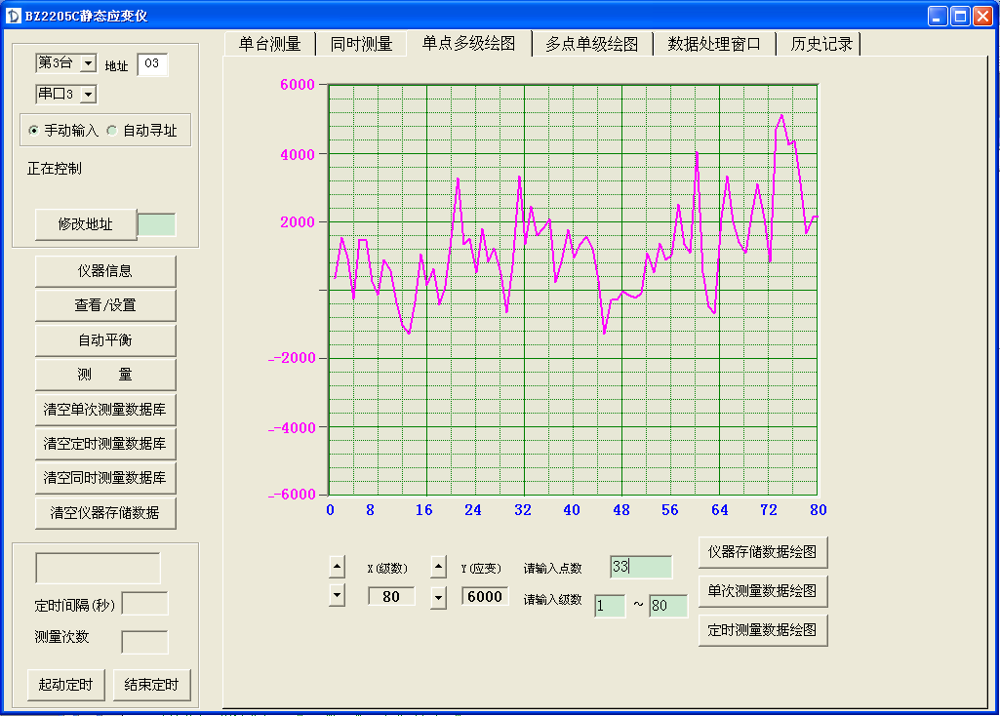 BZ2205C静态应变仪
单台测量 同时测量 单点多级绘图 多点单级绘图 数据处理窗口 历史记录
第3台 地址 03
串口3
手动输入 自动寻址
正在控制
修改地址
仪器信息
查看/设置
自动平衡
测 量
清空单次测量数据库
清空定时测量数据库
清空同时测量数据库
清空仪器存储数据
定时间隔(秒)
测量次数
起动定时 结束定时
6000
4000
2000
-2000
-4000
-6000
0 8 16 24 32 40 48 56 64 72 80
X(级数) Y(应变) 请输入点数 33
80 6000 请输入级数 1 ~ 80
仪器存储数据绘图
单次测量数据绘图
定时测量数据绘图